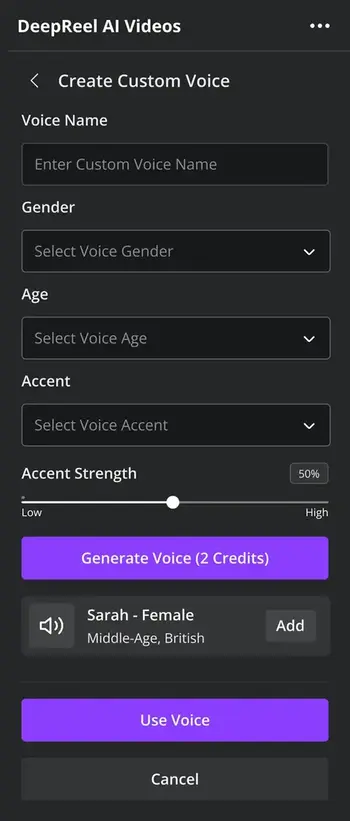 DeepReel AI Videos
Create Custom Voice
Voice Name
Enter Custom Voice Name
Gender
Select Voice Gender
Age
Select Voice Age
Accent
Select Voice Accent
Accent Strength 50%
Low High
Generate Voice (2 Credits)
Sarah - Female
Middle-Age, British
Add
Use Voice
Cancel